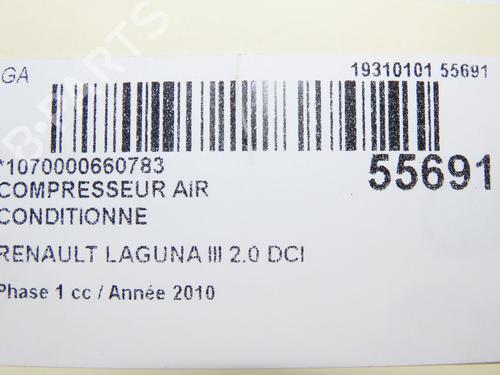 GA
19310101 55691
*1070000660783
55691
COMPRESSEUR AIR
CONDITIONNE
RENAULT LAGUNA III 2.0 DCI
Phase 1 cc / Année 2010
B-PARTS